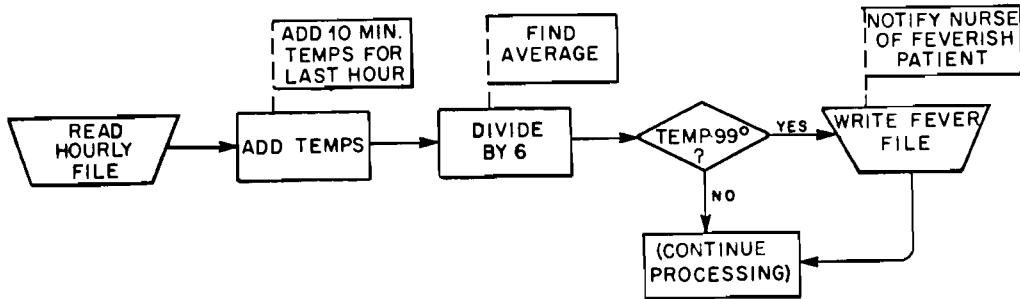 ADD 10 MIN.
TEMPS FOR
LAST HOUR
FIND
AVERAGE
NOTIFY NURSE
OF FEVERISH
PATIENT
READ
HOURLY
FILE
ADD TEMPS
DIVIDE
BY 6
TEMP·99°
?
YES
WRITE FEVER
FILE
NO
(CONTINUE
PROCESSING)